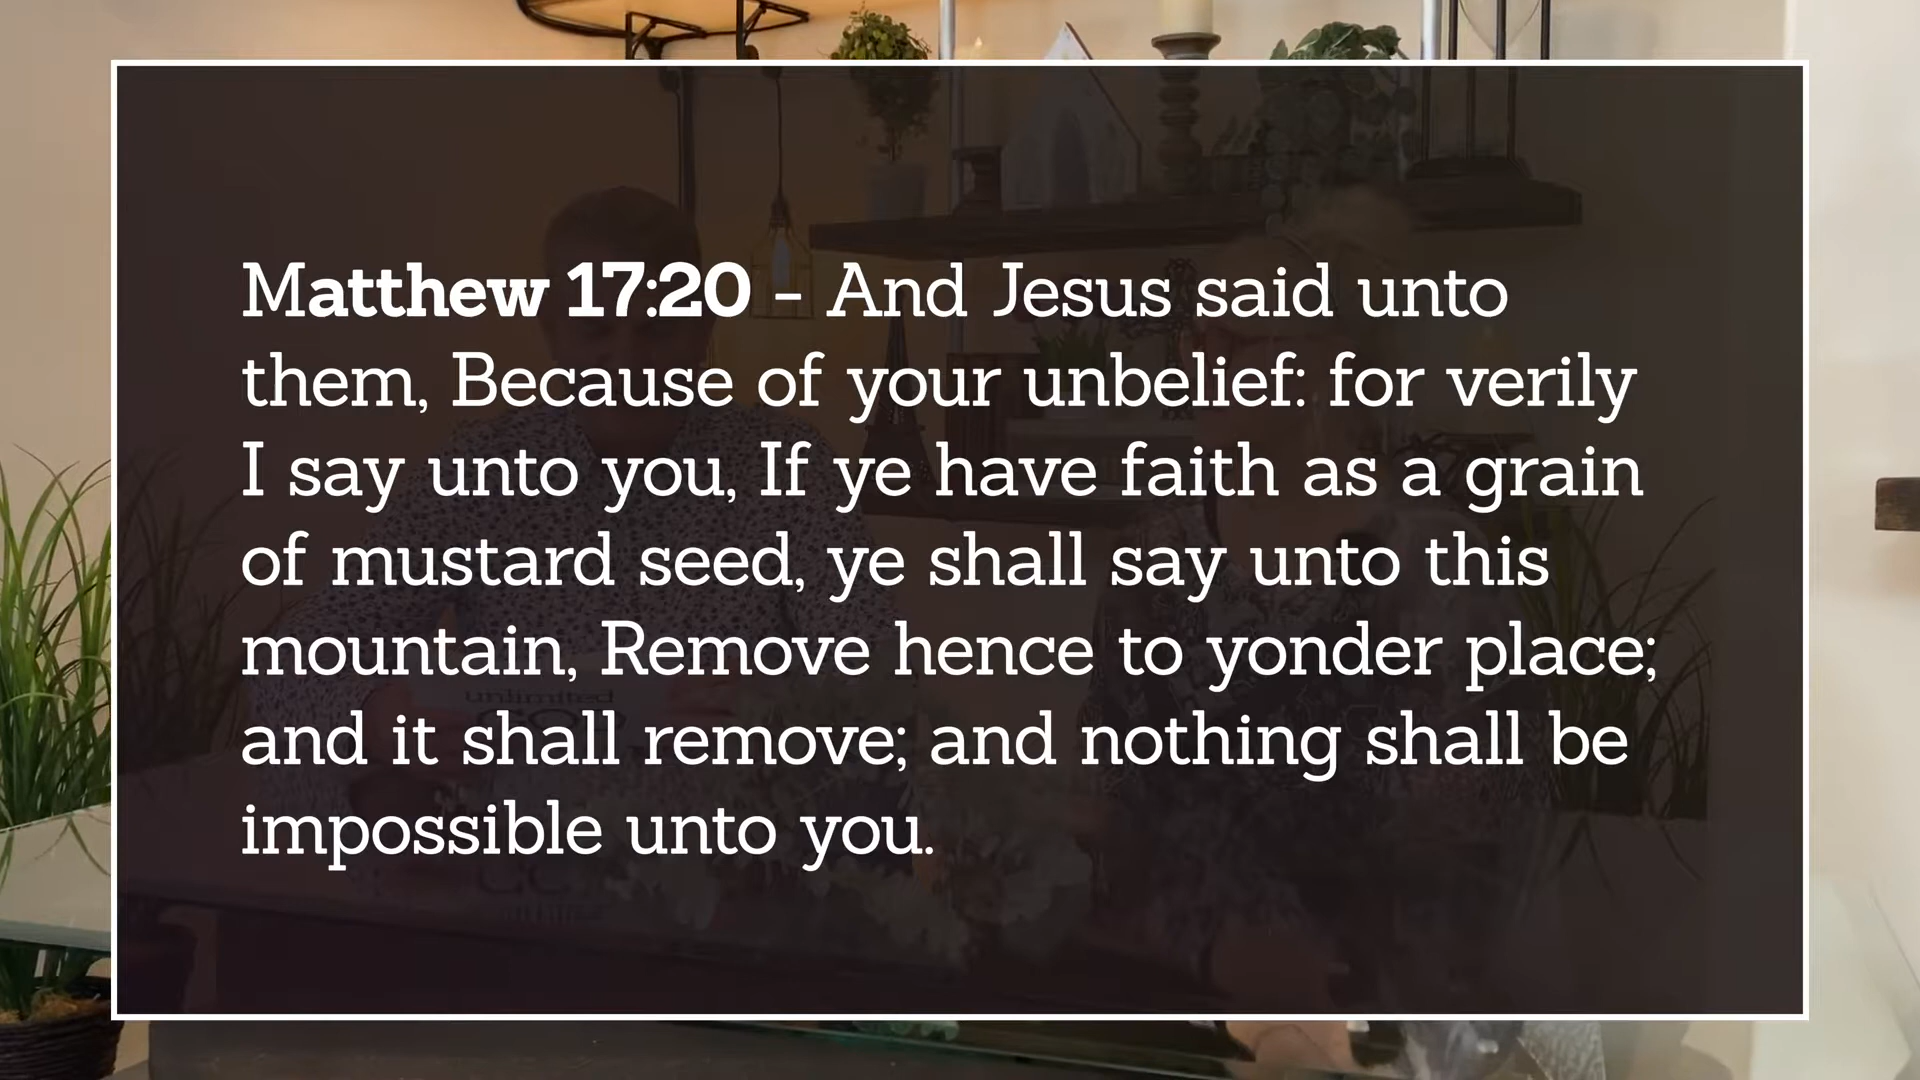 Matthew 17:20 - And Jesus said unto
them, Because of your unbelief: for verily
I say unto you, If ye have faith as a grain
of mustard seed, ye shall say unto this
mountain, Remove hence to yonder place;
and it shall remove; and nothing shall be
impossible unto you.
unlimited